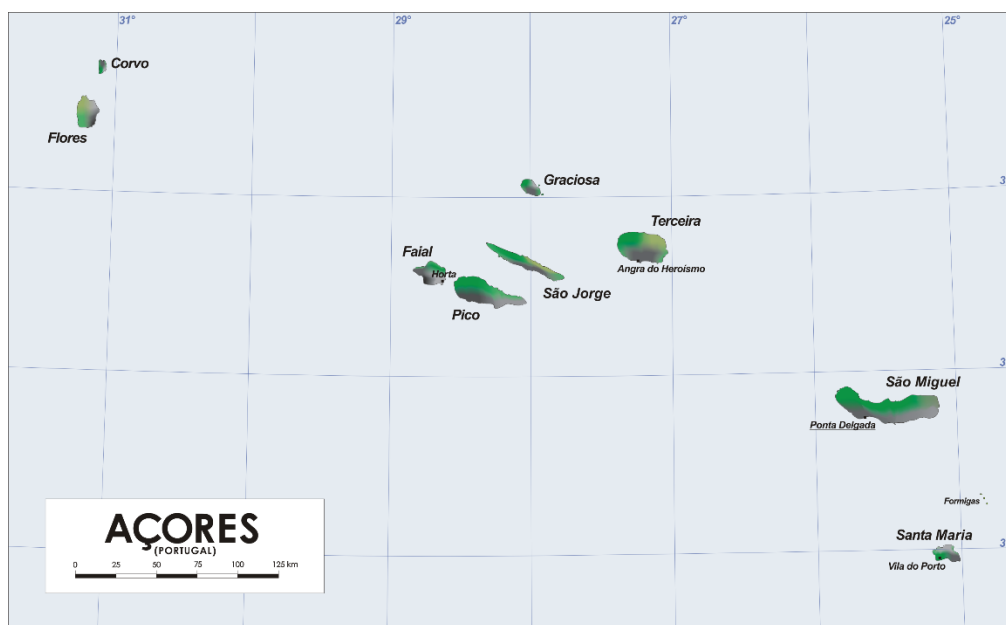 31°
29°
27°
25°
Corvo
Flores
Graciosa
Terceira
Angra do Heroísmo
Faial
Horta
São Jorge
Pico
São Miguel
Ponta Delgada
Formigas
Santa Maria
Vila do Porto
AÇORES
(PORTUGAL)
0 25 50 75 100 125 km